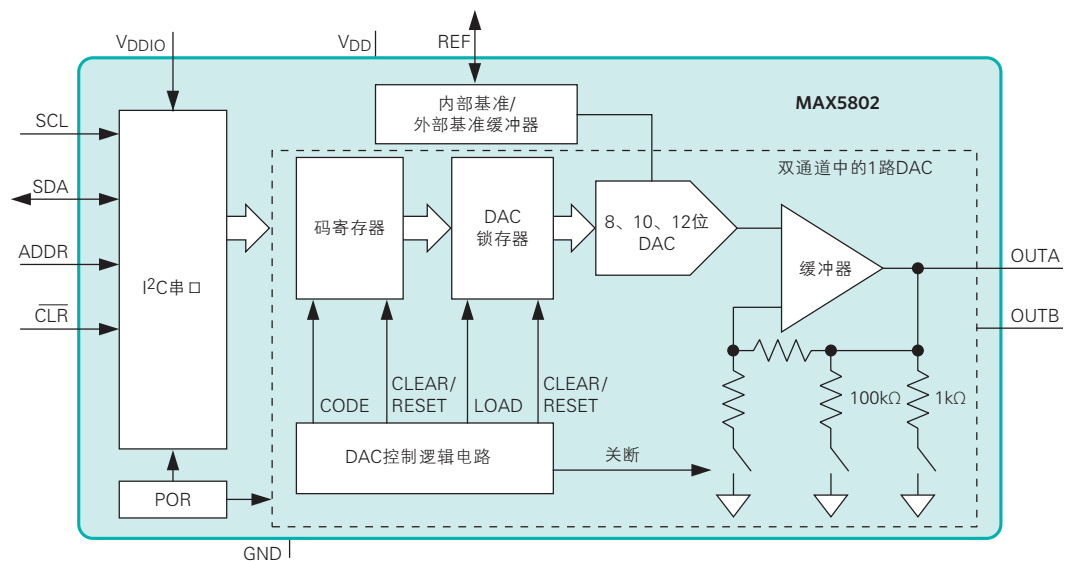 VDDIO
VDD
REF
MAX5802
内部基准/
外部基准缓冲器
SCL
SDA
ADDR
CLR
I²C串口
双通道中的1路DAC
码寄存器
DAC
锁存器
8、10、12位
DAC
缓冲器
OUTA
OUTB
CODE
CLEAR/
RESET
LOAD
CLEAR/
RESET
100kΩ
1kΩ
DAC控制逻辑电路
关断
POR
GND